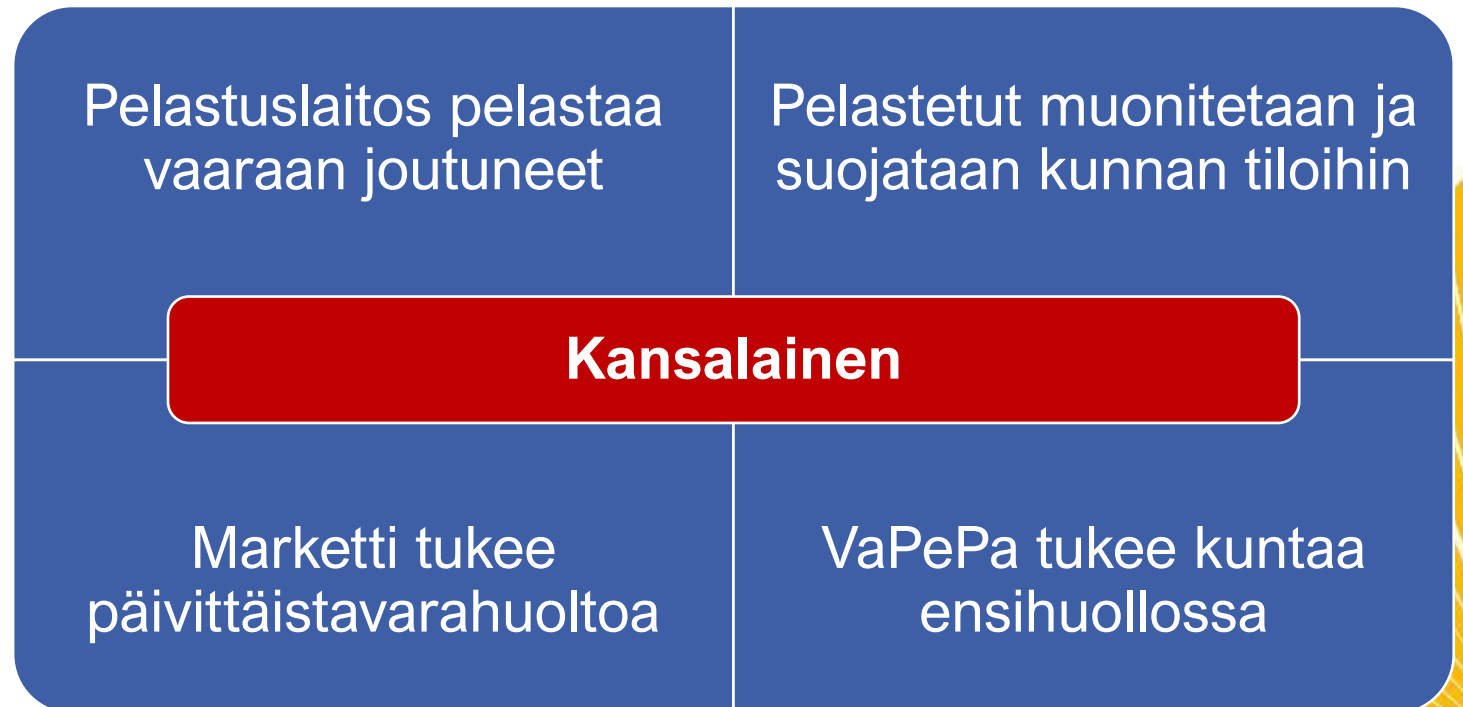 Pelastuslaitos pelastaa
vaaraan joutuneet
Pelastetut muonitetaan ja
suojataan kunnan tiloihin
Kansalainen
Marketti tukee
päivittäistavarahuoltoa
VaPePa tukee kuntaa
ensihuollossa